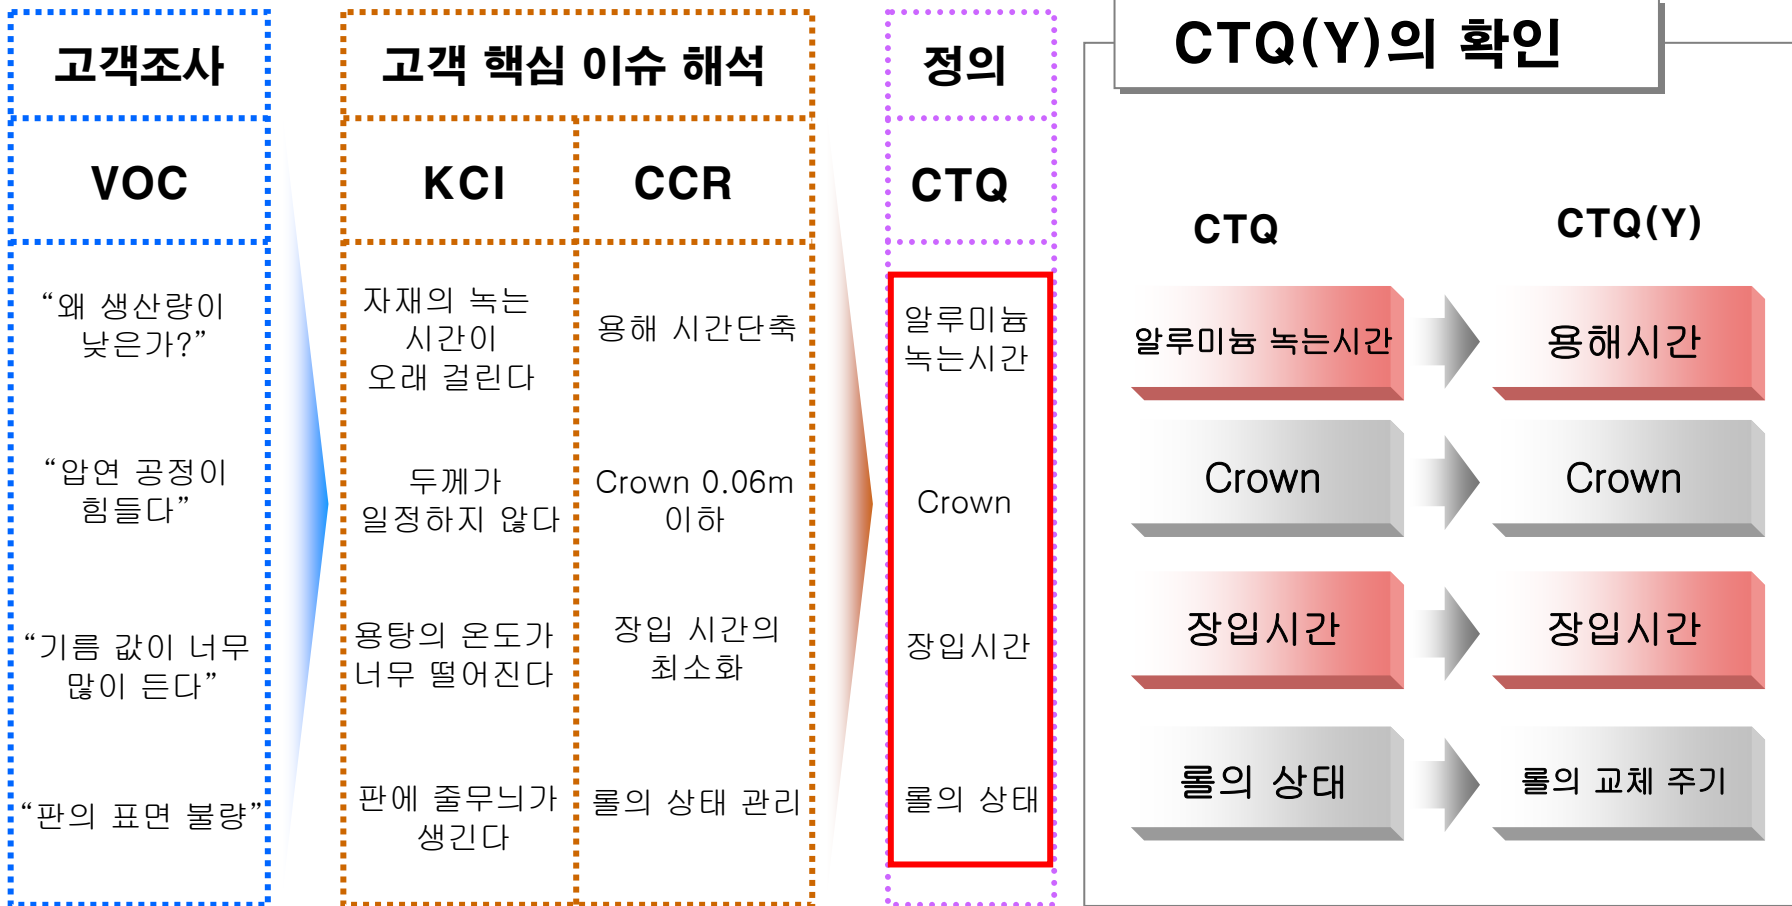 고객조사
고객 핵심 이슈 해석
정의
CTQ(Y)의 확인
VOC
KCI
CCR
CTQ
“왜 생산량이
낮은가?”
자재의 녹는
시간이
오래 걸린다
용해 시간단축
알루미늄
녹는시간
“압연 공정이
힘들다”
두께가
일정하지 않다
Crown 0.06m
이하
Crown
“기름 값이 너무
많이 든다”
용탕의 온도가
너무 떨어진다
장입 시간의
최소화
장입시간
“판의 표면 불량”
판에 줄무늬가
생긴다
롤의 상태 관리
롤의 상태
CTQ
CTQ(Y)
알루미늄 녹는시간
용해시간
Crown
Crown
장입시간
장입시간
롤의 상태
롤의 교체 주기